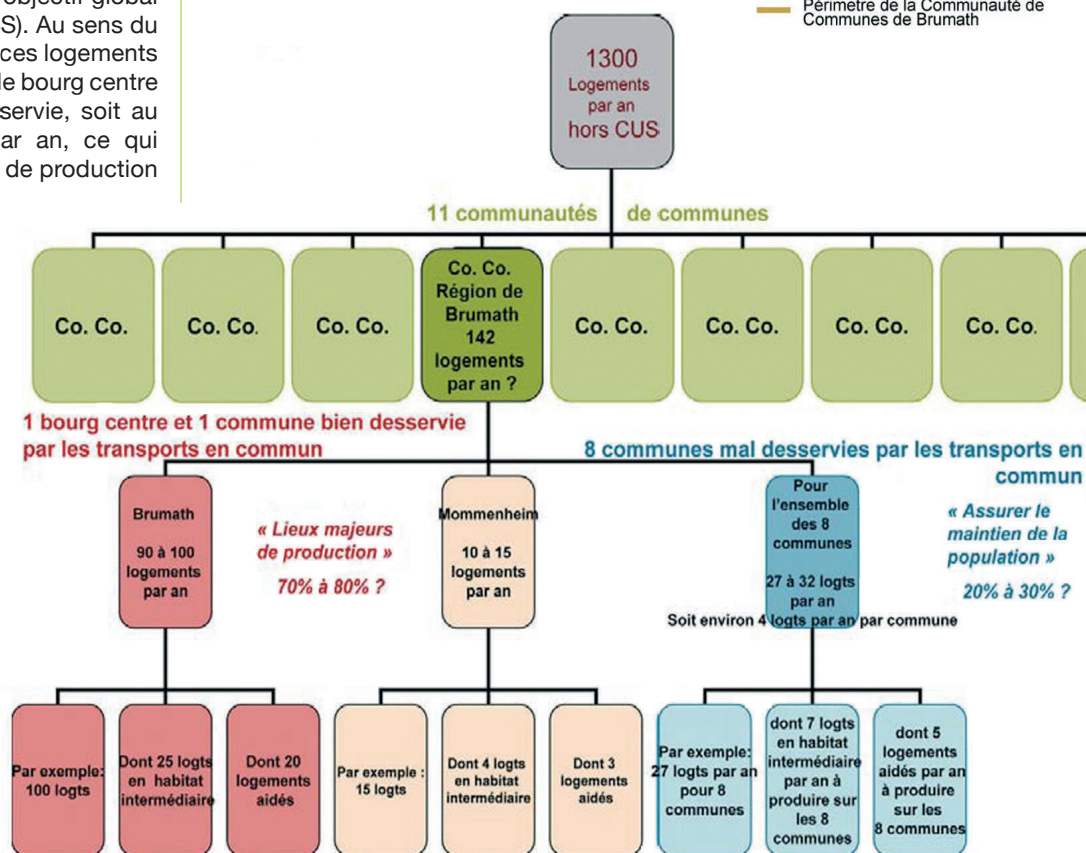 objectif global
S). Au sens du
ces logements
le bourg centre
servie, soit au
ar an, ce qui
de production
Périmètre de la Communauté de
Communes de Brumath
1300
Logements
par an
hors CUS
11 communautés de communes
Co. Co.
Co. Co.
Co. Co.
Co. Co.
Région de
Brumath
142
logements
par an ?
Co. Co.
Co. Co.
Co. Co.
Co. Co.
1 bourg centre et 1 commune bien desservie
par les transports en commun
8 communes mal desservies par les transports en
commun
Brumath
90 à 100
logements
par an
« Lieux majeurs
de production »
70% à 80% ?
Mommenheim
10 à 15
logements
par an
Pour
l'ensemble
des 8
communes
27 à 32 logts
par an
Soit environ 4 logts par an par commune
« Assurer le
maintien de la
population »
20% à 30% ?
Par exemple:
100 logts
Dont 25 logts
en habitat
intermédiaire
Dont 20
logements
aidés
Par exemple :
15 logts
Dont 4 logts
en habitat
intermédiaire
Dont 3
logements
aidés
Par exemple:
27 logts par an
pour 8
communes
dont 7 logts
en habitat
intermédiaire
par an à
produire sur
les 8
communes
dont 5
logements
aidés par an
à produire
sur les
8 communes